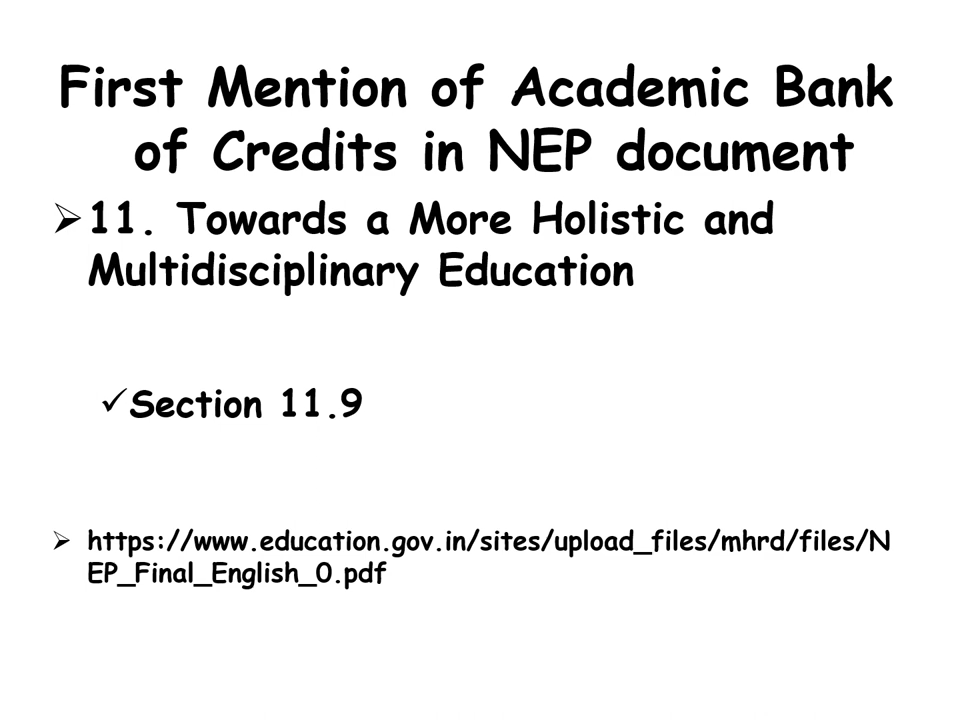 First Mention of Academic Bank
of Credits in NEP document
➢ 11. Towards a More Holistic and
Multidisciplinary Education
✓ Section 11.9
➢ https://www.education.gov.in/sites/upload_files/mhrd/files/N
EP_Final_English_0.pdf